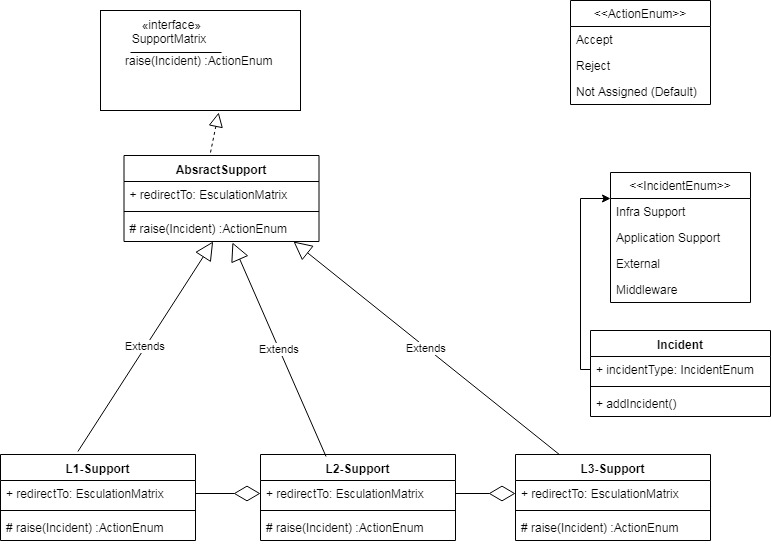 «interface»
SupportMatrix
raise(Incident) :ActionEnum
<<ActionEnum>>
Accept
Reject
Not Assigned (Default)
AbsractSupport
+ redirectTo: EsculationMatrix
# raise(Incident) :ActionEnum
<<IncidentEnum>>
Infra Support
Application Support
External
Middleware
Incident
+ incidentType: IncidentEnum
+ addIncident()
Extends
Extends
Extends
L1-Support
+ redirectTo: EsculationMatrix
# raise(Incident) :ActionEnum
L2-Support
+ redirectTo: EsculationMatrix
# raise(Incident) :ActionEnum
L3-Support
+ redirectTo: EsculationMatrix
# raise(Incident) :ActionEnum